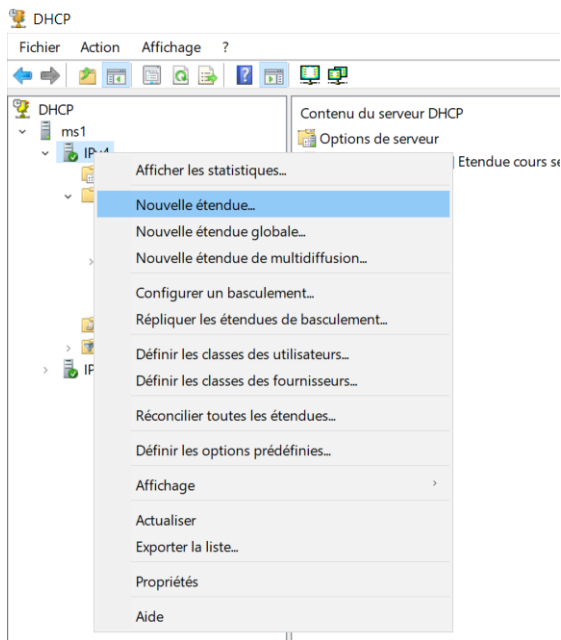 DHCP
Fichier Action Affichage ?
DHCP
ms1
IPv4
Contenu du serveur DHCP
Options de serveur
Etendue cours se
Afficher les statistiques...
Nouvelle étendue...
Nouvelle étendue globale...
Nouvelle étendue de multidiffusion...
Configurer un basculement...
Répliquer les étendues de basculement...
Définir les classes des utilisateurs...
Définir les classes des fournisseurs...
Réconcilier toutes les étendues...
Définir les options prédéfinies...
Affichage
Actualiser
Exporter la liste...
Propriétés
Aide
IP